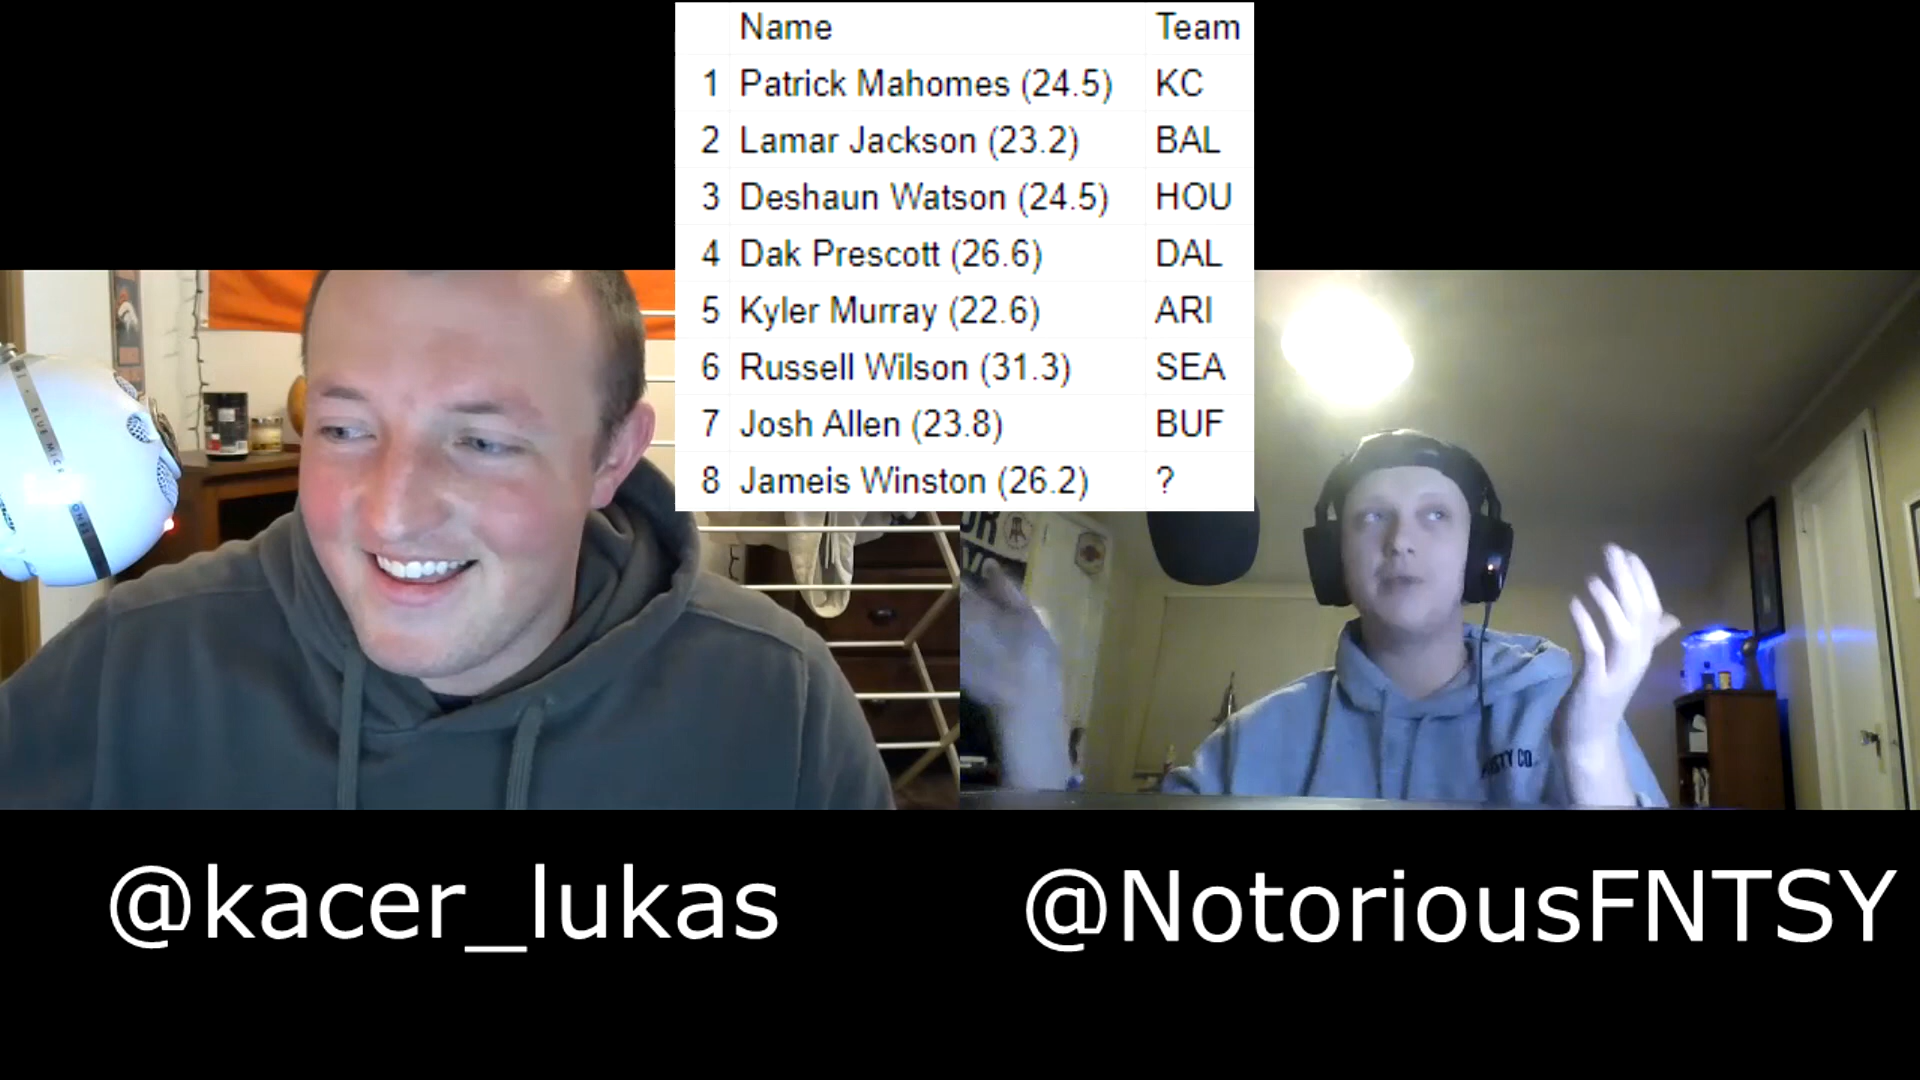 Name Team
1 Patrick Mahomes (24.5) KC
2 Lamar Jackson (23.2) BAL
3 Deshaun Watson (24.5) HOU
4 Dak Prescott (26.6) DAL
5 Kyler Murray (22.6) ARI
6 Russell Wilson (31.3) SEA
7 Josh Allen (23.8) BUF
8 Jameis Winston (26.2) ?
BLUE MICR
@kacer_lukas
@NotoriousFNTSY